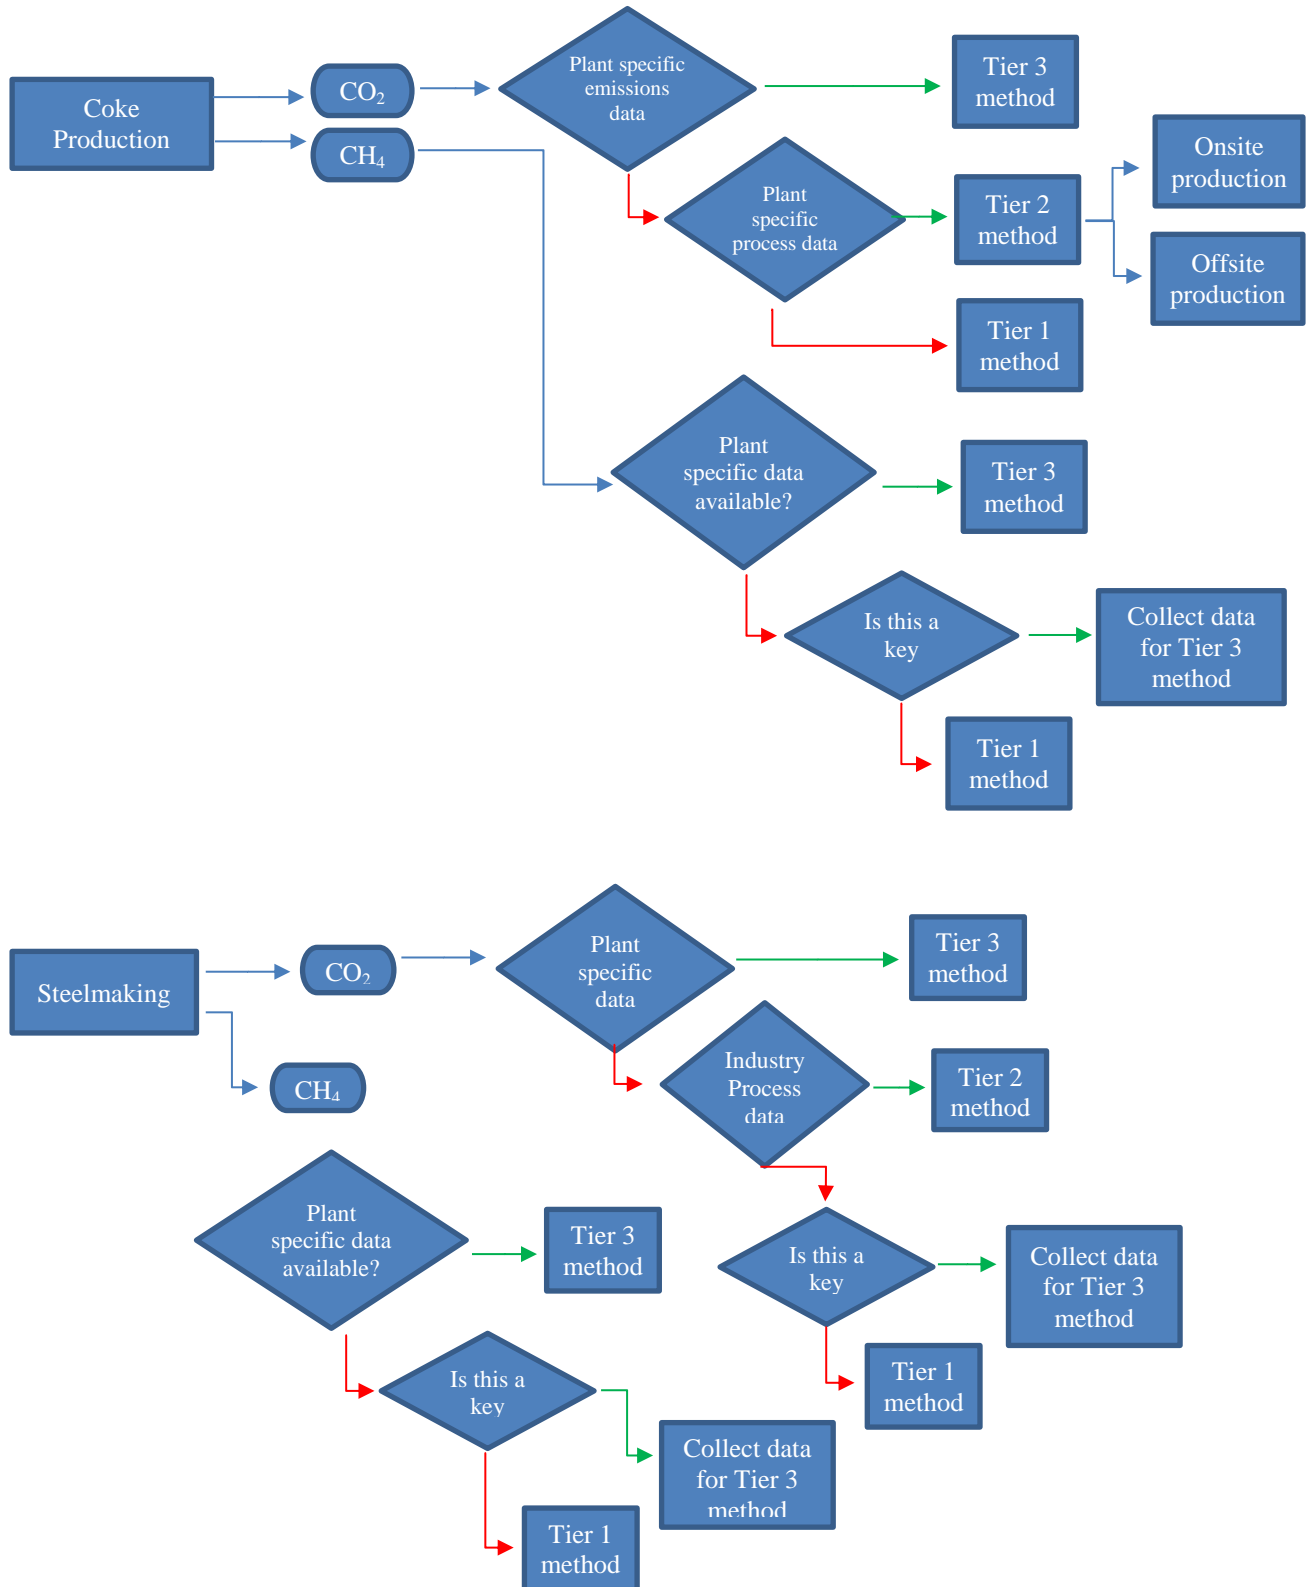 Coke
Production
CO₂
CH₄
Plant specific
emissions
data
Tier 3
method
Plant
specific
process data
Tier 2
method
Onsite
production
Offsite
production
Tier 1
method
Plant
specific data
available?
Tier 3
method
Is this a
key
Collect data
for Tier 3
method
Tier 1
method
Steelmaking
CO₂
CH₄
Plant
specific
data
Tier 3
method
Industry
Process
data
Tier 2
method
Is this a
key
Collect data
for Tier 3
method
Tier 1
method
Plant
specific data
available?
Tier 3
method
Is this a
key
Collect data
for Tier 3
method
Tier 1
method